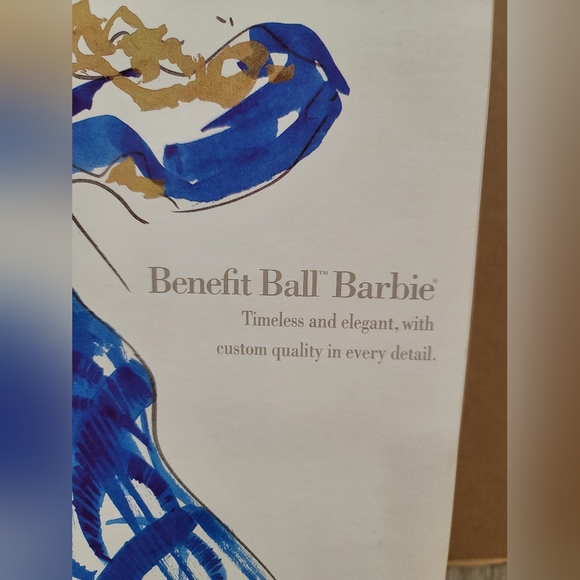 Benefit Ball™ Barbie®
Timeless and elegant, with
custom quality in every detail.